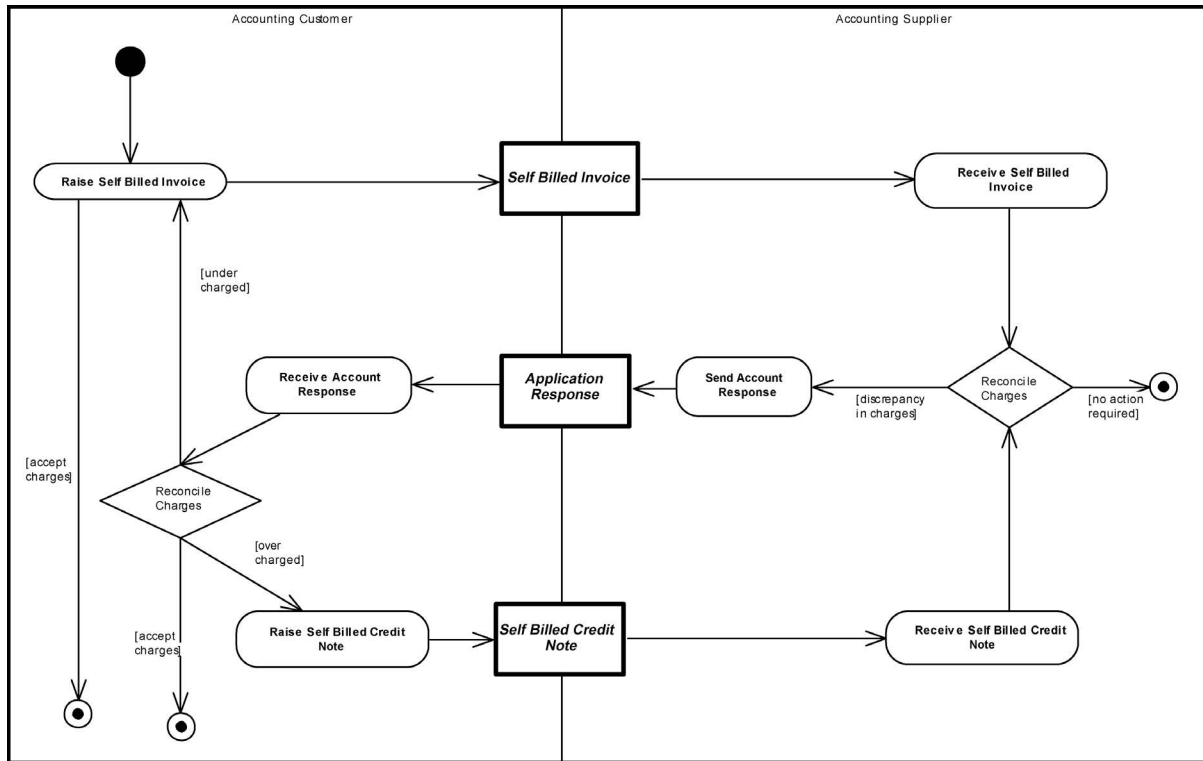 Accounting Customer
Accounting Supplier
Raise Self Billed Invoice
Self Billed Invoice
Receive Self Billed
Invoice
[under
charged]
Receive Account
Response
Application
Response
Send Account
Response
[discrepancy
in charges]
Reconcile
Charges
[no action
required]
[accept
charges]
Reconcile
Charges
[over
charged]
[accept
charges]
Raise Self Billed Credit
Note
Self Billed Credit
Note
Receive Self Billed Credit
Note